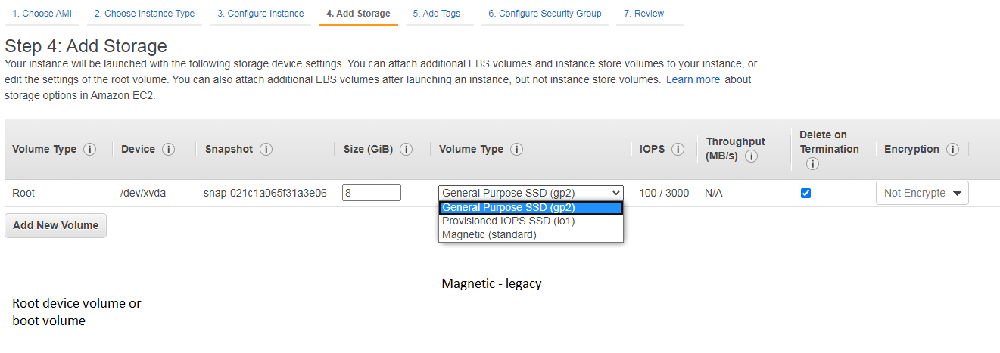 1. Choose AMI 2. Choose Instance Type 3. Configure Instance 4. Add Storage 5. Add Tags 6. Configure Security Group 7. Review
Step 4: Add Storage
Your instance will be launched with the following storage device settings. You can attach additional EBS volumes and instance store volumes to your instance, or
edit the settings of the root volume. You can also attach additional EBS volumes after launching an instance, but not instance store volumes. Learn more about
storage options in Amazon EC2.
Volume Type i Device i Snapshot i Size (GiB) i Volume Type i IOPS i Throughput
(MB/s) i Delete on
Termination
i Encryption i
Root /dev/xvda snap-021c1a065f31a3e06 8 General Purpose SSD (gp2) 100 / 3000 N/A Not Encrypte
General Purpose SSD (gp2)
Provisioned IOPS SSD (io1)
Magnetic (standard)
Add New Volume
Magnetic - legacy
Root device volume or
boot volume